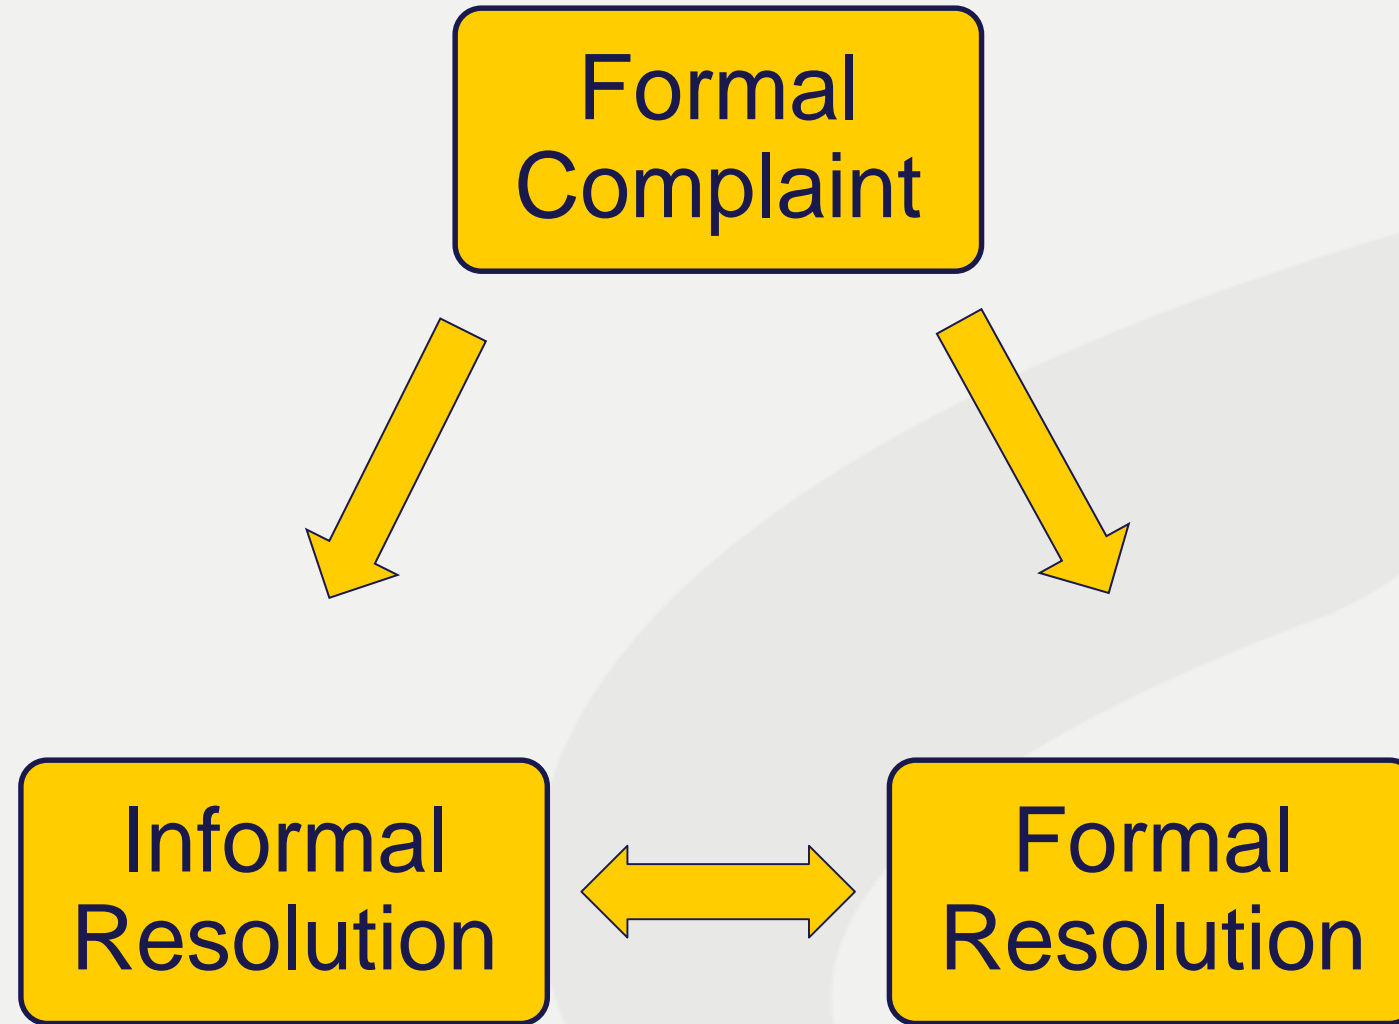 Formal
Complaint
Informal
Resolution
Formal
Resolution